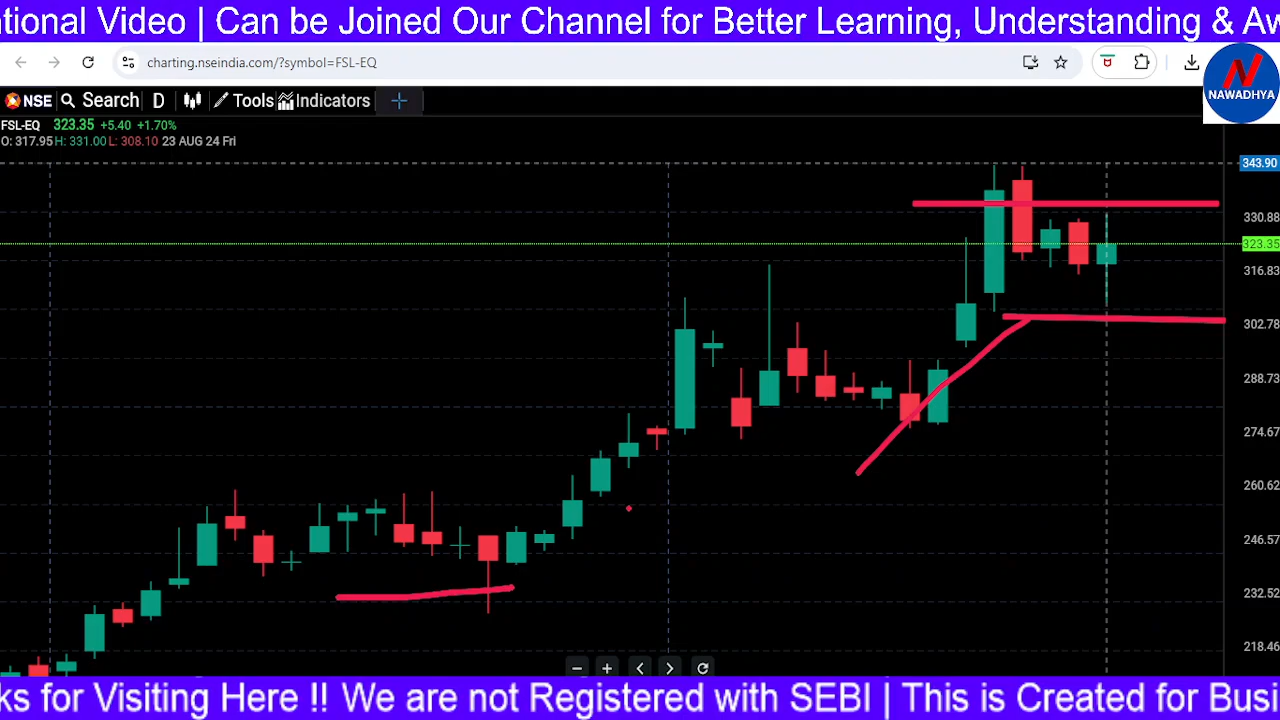 ational Video | Can be Joined Our Channel for Better Learning, Understanding & Aw
charting.nseindia.com/?symbol=FSL-EQ
NAWADHYA
NSE Search D Tools Indicators
FSL-EQ 323.35 +5.40 +1.70%
O: 317.95 H: 331.00 L: 308.10 23 AUG 24 Fri
343.90
330.88
323.35
316.83
302.78
288.73
274.67
260.62
246.57
232.52
218.46
ks for Visiting Here !! We are not Registered with SEBI | This is Created for Busi